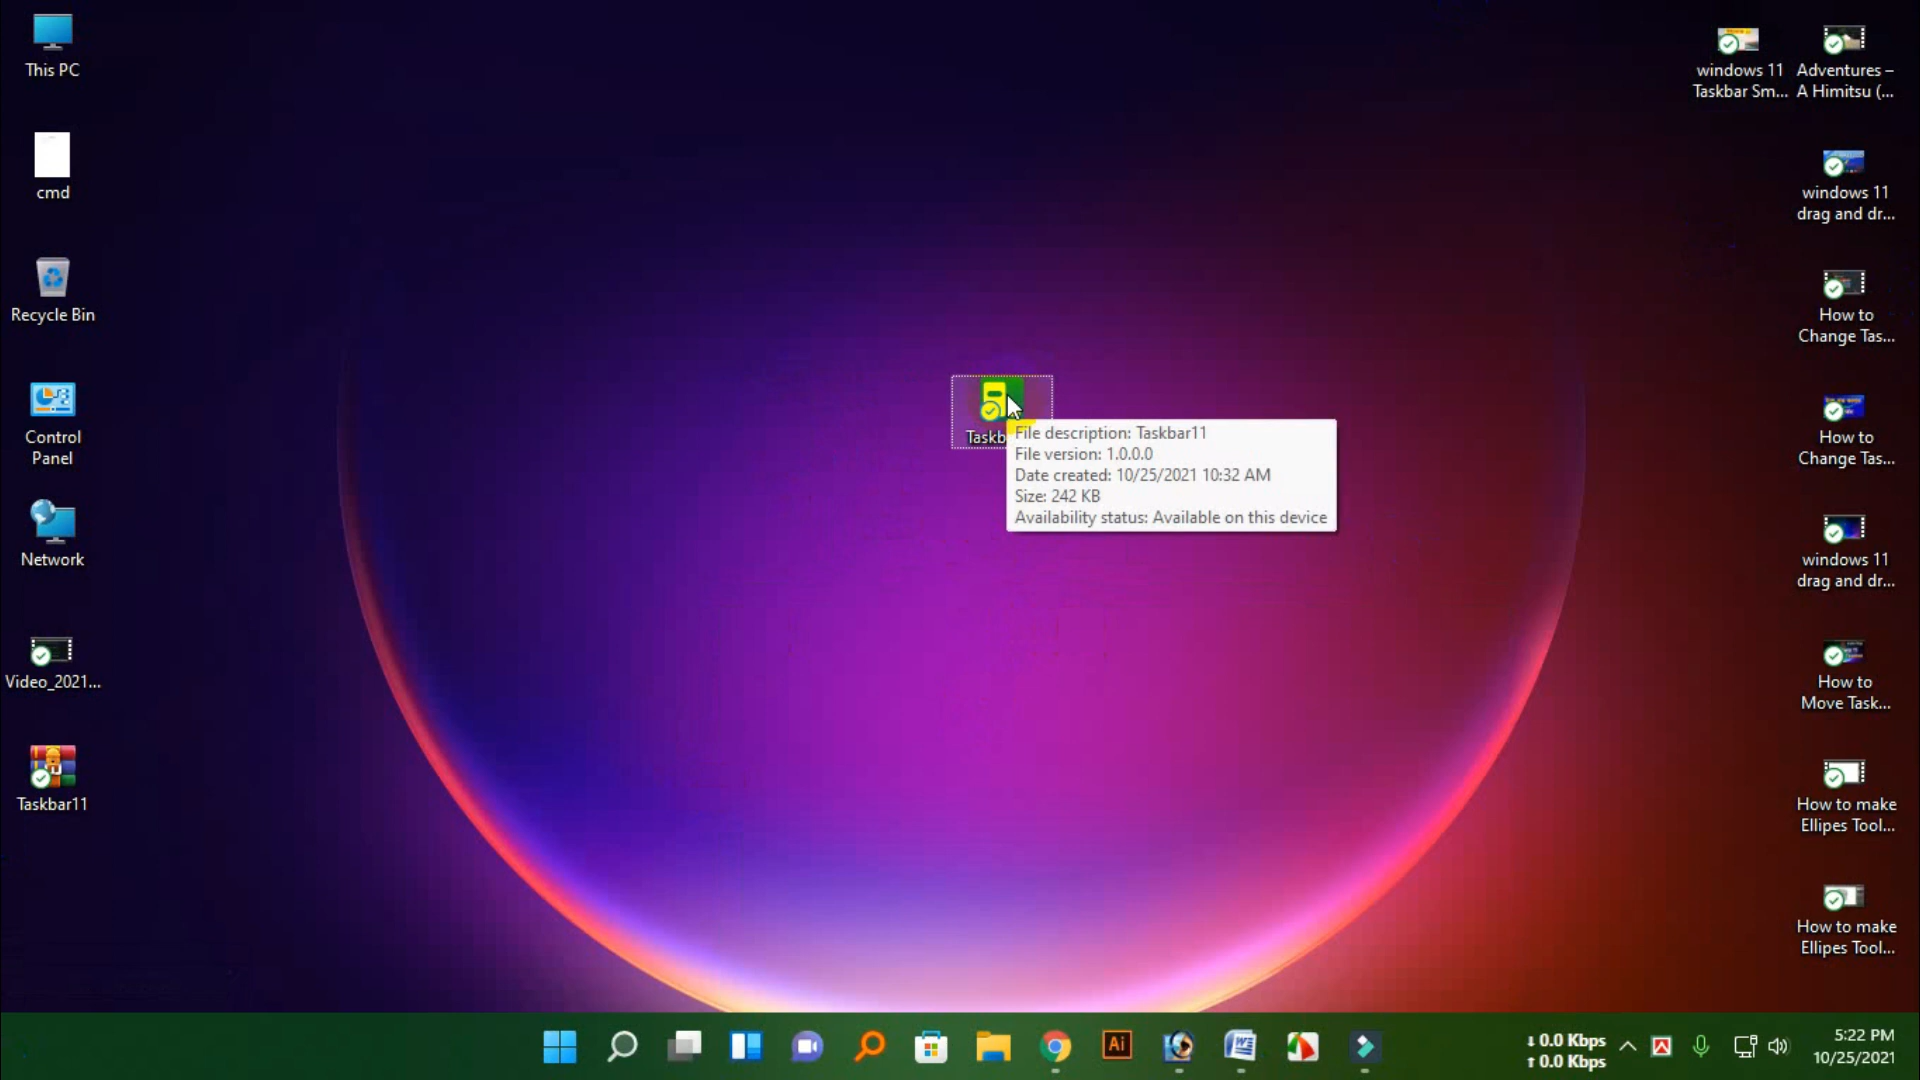 This PC
cmd
Recycle Bin
Control
Panel
Network
Video_2021...
Taskbar11
Taskb
File description: Taskbar11
File version: 1.0.0.0
Date created: 10/25/2021 10:32 AM
Size: 242 KB
Availability status: Available on this device
windows 11
Taskbar Sm...
Adventures –
A Himitsu (...
windows 11
drag and dr...
How to
Change Tas...
How to
Change Tas...
windows 11
drag and dr...
How to
Move Task...
How to make
Ellipes Tool...
How to make
Ellipes Tool...
Ai
↓ 0.0 Kbps
↑ 0.0 Kbps
5:22 PM
10/25/2021